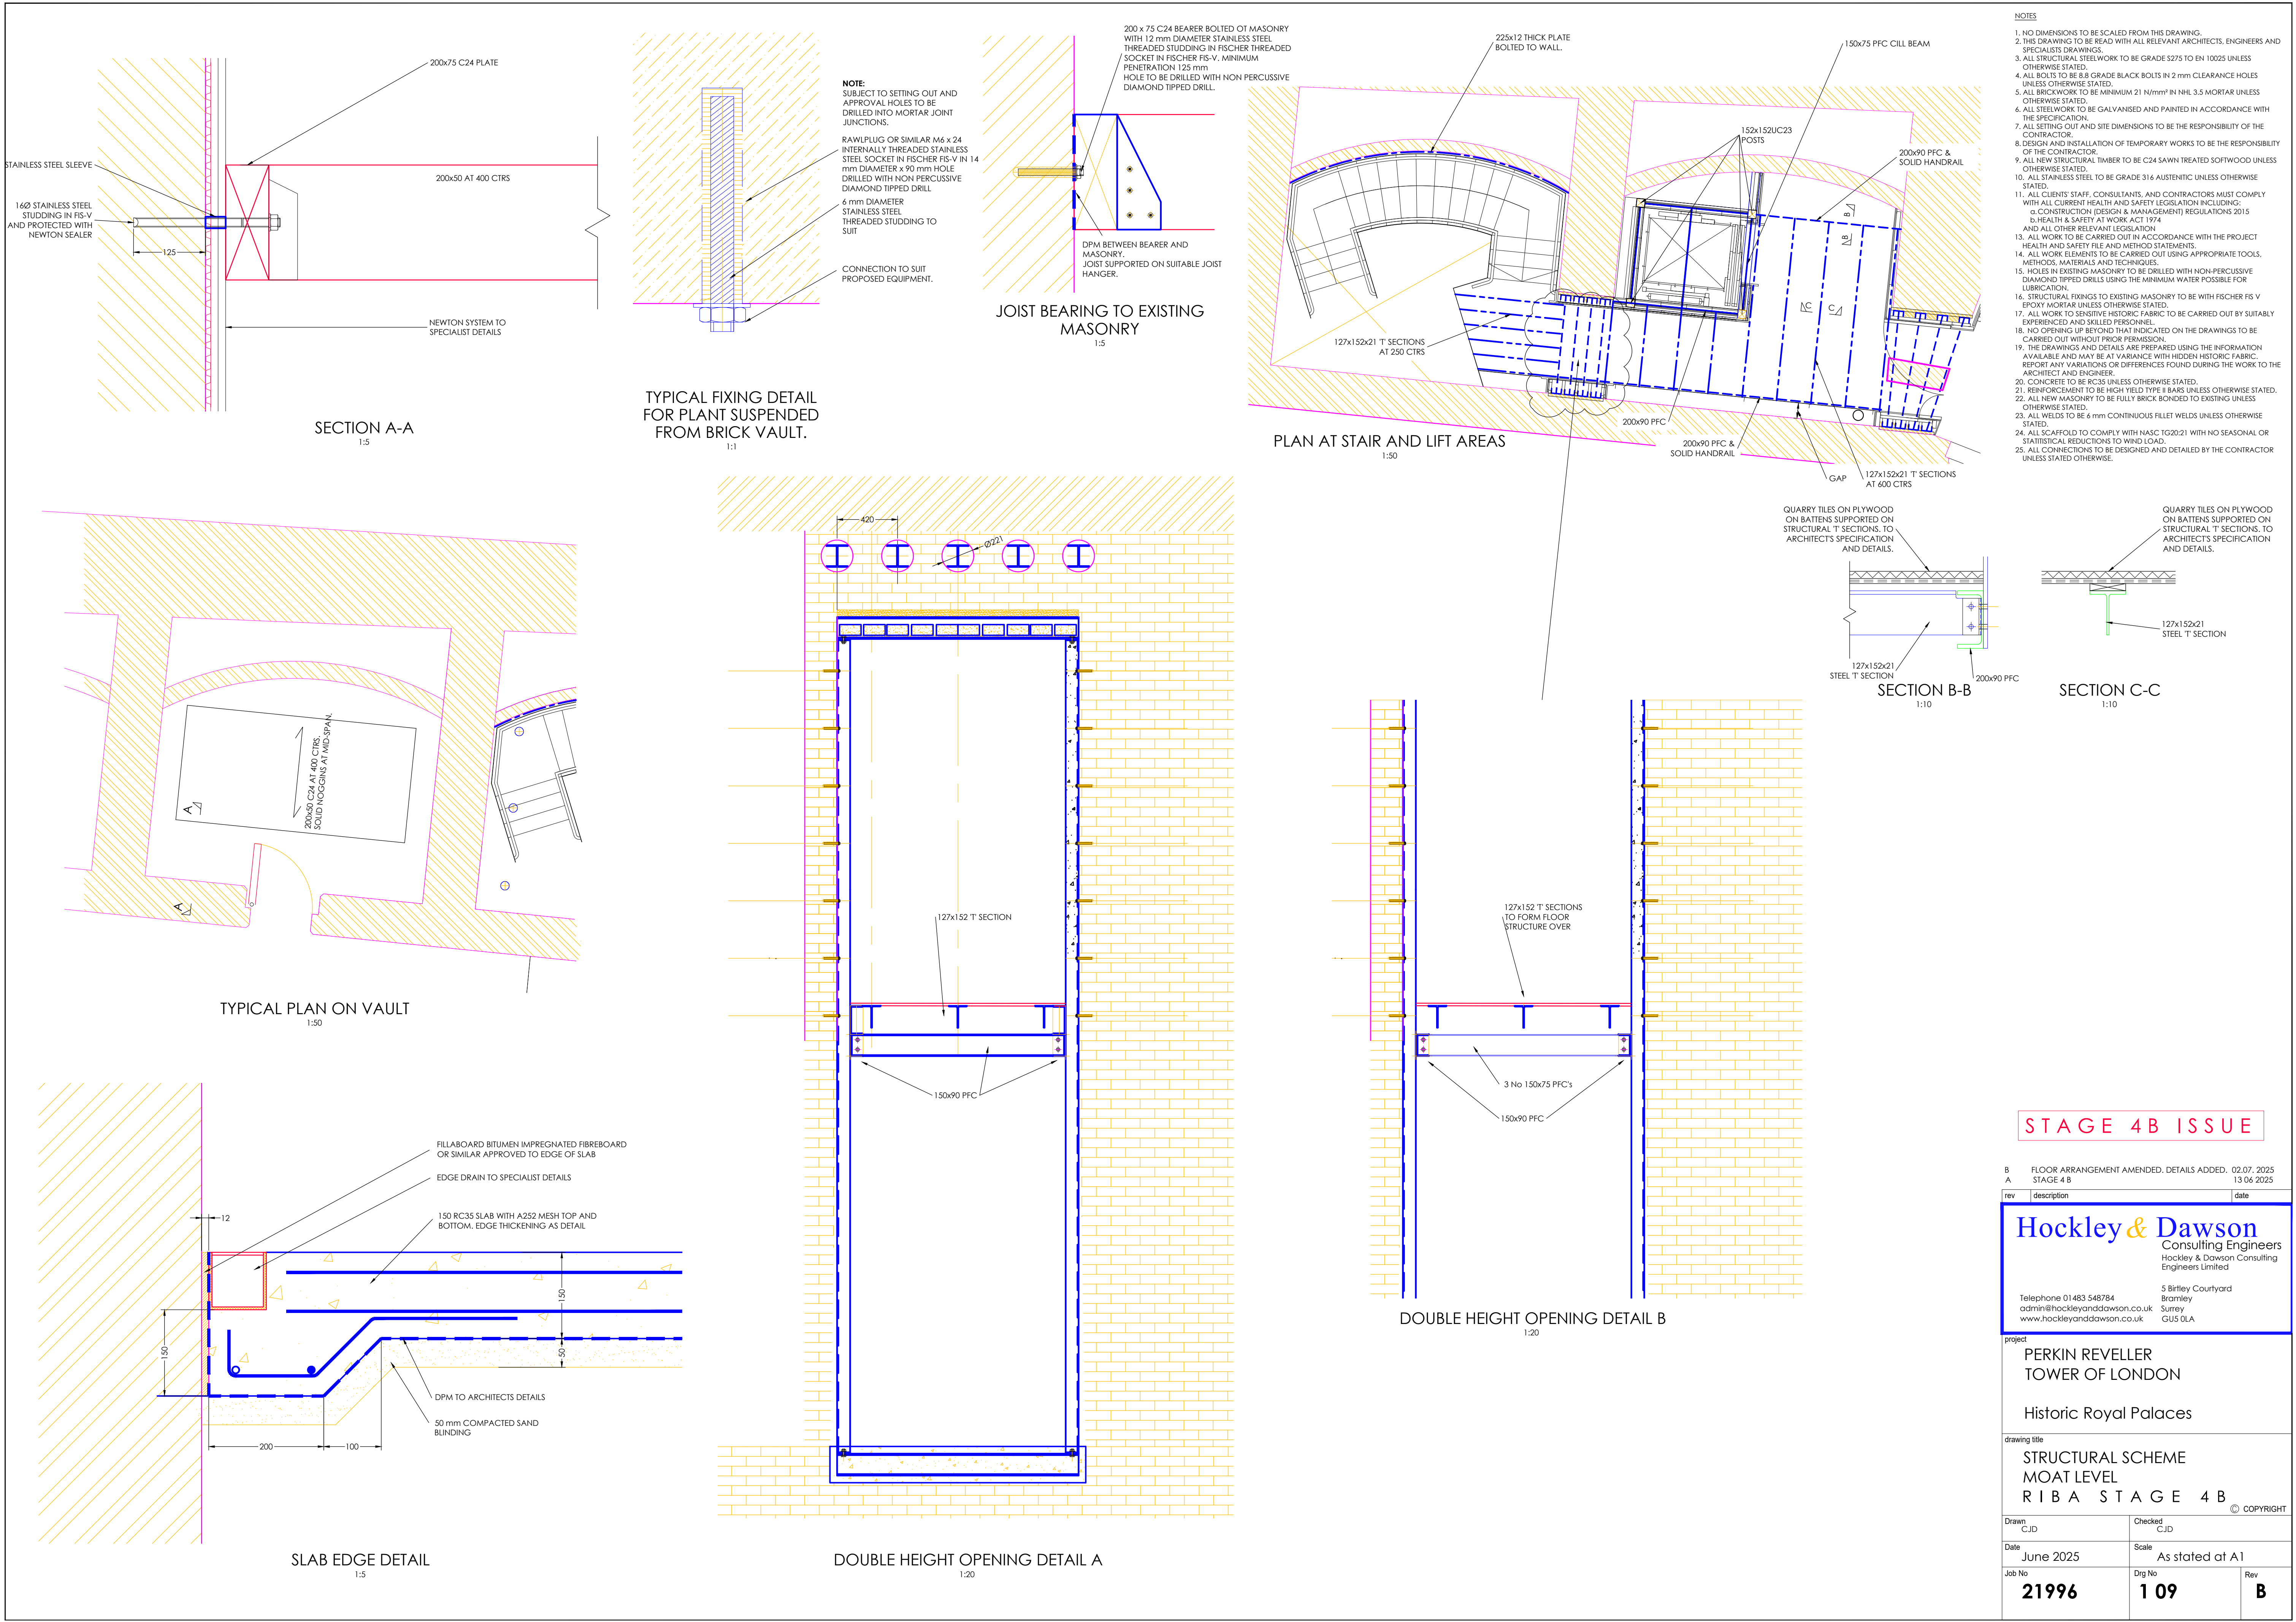 200x75 C24 PLATE
STAINLESS STEEL SLEEVE
200x50 AT 400 CTRS
16Ø STAINLESS STEEL
STUDDING IN FIS-V
AND PROTECTED WITH
NEWTON SEALER
125
NEWTON SYSTEM TO
SPECIALIST DETAILS
SECTION A-A
1:5
NOTE:
SUBJECT TO SETTING OUT AND
APPROVAL HOLES TO BE
DRILLED INTO MORTAR JOINT
JUNCTIONS.
RAWLPLUG OR SIMILAR M6 x 24
INTERNALLY THREADED STAINLESS
STEEL SOCKET IN FISCHER FIS-V IN 14
mm DIAMETER x 90 mm HOLE
DRILLED WITH NON PERCUSSIVE
DIAMOND TIPPED DRILL
6 mm DIAMETER
STAINLESS STEEL
THREADED STUDDING TO
SUIT
CONNECTION TO SUIT
PROPOSED EQUIPMENT.
TYPICAL FIXING DETAIL
FOR PLANT SUSPENDED
FROM BRICK VAULT.
1:1
200 x 75 C24 BEARER BOLTED OT MASONRY
WITH 12 mm DIAMETER STAINLESS STEEL
THREADED STUDDING IN FISCHER THREADED
SOCKET IN FISCHER FIS-V. MINIMUM
PENETRATION 125 mm
HOLE TO BE DRILLED WITH NON PERCUSSIVE
DIAMOND TIPPED DRILL.
DPM BETWEEN BEARER AND
MASONRY.
JOIST SUPPORTED ON SUITABLE JOIST
HANGER.
JOIST BEARING TO EXISTING
MASONRY
1:5
225x12 THICK PLATE
BOLTED TO WALL.
150x75 PFC CILL BEAM
152x152UC23
POSTS
200x90 PFC &
SOLID HANDRAIL
B
B
C
C
127x152x21 'T' SECTIONS
AT 250 CTRS
200x90 PFC
200x90 PFC &
SOLID HANDRAIL
GAP
127x152x21 'T' SECTIONS
AT 600 CTRS
PLAN AT STAIR AND LIFT AREAS
1:50
NOTES
1. NO DIMENSIONS TO BE SCALED FROM THIS DRAWING.
2. THIS DRAWING TO BE READ WITH ALL RELEVANT ARCHITECTS, ENGINEERS AND
SPECIALISTS DRAWINGS.
3. ALL STRUCTURAL STEELWORK TO BE GRADE S275 TO EN 10025 UNLESS
OTHERWISE STATED.
4. ALL BOLTS TO BE 8.8 GRADE BLACK BOLTS IN 2 mm CLEARANCE HOLES
UNLESS OTHERWISE STATED.
5. ALL BRICKWORK TO BE MINIMUM 21 N/mm² IN NHL 3.5 MORTAR UNLESS
OTHERWISE STATED.
6. ALL STEELWORK TO BE GALVANISED AND PAINTED IN ACCORDANCE WITH
THE SPECIFICATION.
7. ALL SETTING OUT AND SITE DIMENSIONS TO BE THE RESPONSIBILITY OF THE
CONTRACTOR.
8. DESIGN AND INSTALLATION OF TEMPORARY WORKS TO BE THE RESPONSIBILITY
OF THE CONTRACTOR.
9. ALL NEW STRUCTURAL TIMBER TO BE C24 SAWN TREATED SOFTWOOD UNLESS
OTHERWISE STATED.
10. ALL STAINLESS STEEL TO BE GRADE 316 AUSTENITIC UNLESS OTHERWISE
STATED.
11. ALL CLIENTS' STAFF, CONSULTANTS, AND CONTRACTORS MUST COMPLY
WITH ALL CURRENT HEALTH AND SAFETY LEGISLATION INCLUDING:
a. CONSTRUCTION (DESIGN & MANAGEMENT) REGULATIONS 2015
b. HEALTH & SAFETY AT WORK ACT 1974
AND ALL OTHER RELEVANT LEGISLATION
13. ALL WORK TO BE CARRIED OUT IN ACCORDANCE WITH THE PROJECT
HEALTH AND SAFETY FILE AND METHOD STATEMENTS.
14. ALL WORK ELEMENTS TO BE CARRIED OUT USING APPROPRIATE TOOLS,
METHODS, MATERIALS AND TECHNIQUES.
15. HOLES IN EXISTING MASONRY TO BE DRILLED WITH NON-PERCUSSIVE
DIAMOND TIPPED DRILLS USING THE MINIMUM WATER POSSIBLE FOR
LUBRICATION.
16. STRUCTURAL FIXINGS TO EXISTING MASONRY TO BE WITH FISCHER FIS V
EPOXY MORTAR UNLESS OTHERWISE STATED.
17. ALL WORK TO SENSITIVE HISTORIC FABRIC TO BE CARRIED OUT BY SUITABLY
EXPERIENCED AND SKILLED PERSONNEL.
18. NO OPENING UP BEYOND THAT INDICATED ON THE DRAWINGS TO BE
CARRIED OUT WITHOUT PRIOR PERMISSION.
19. THE DRAWINGS AND DETAILS ARE PREPARED USING THE INFORMATION
AVAILABLE AND MAY BE AT VARIANCE WITH HIDDEN HISTORIC FABRIC.
REPORT ANY VARIATIONS OR DIFFERENCES FOUND DURING THE WORK TO THE
ARCHITECT AND ENGINEER.
20. CONCRETE TO BE RC35 UNLESS OTHERWISE STATED.
21. REINFORCEMENT TO BE HIGH YIELD TYPE II BARS UNLESS OTHERWISE STATED.
22. ALL NEW MASONRY TO BE FULLY BRICK BONDED TO EXISTING UNLESS
OTHERWISE STATED.
23. ALL WELDS TO BE 6 mm CONTINUOUS FILLET WELDS UNLESS OTHERWISE
STATED.
24. ALL SCAFFOLD TO COMPLY WITH NASC TG20:21 WITH NO SEASONAL OR
STATITISTICAL REDUCTIONS TO WIND LOAD.
25. ALL CONNECTIONS TO BE DESIGNED AND DETAILED BY THE CONTRACTOR
UNLESS STATED OTHERWISE.
QUARRY TILES ON PLYWOOD
ON BATTENS SUPPORTED ON
STRUCTURAL 'T' SECTIONS. TO
ARCHITECT'S SPECIFICATION
AND DETAILS.
127x152x21
STEEL 'T' SECTION
200x90 PFC
SECTION B-B
1:10
QUARRY TILES ON PLYWOOD
ON BATTENS SUPPORTED ON
STRUCTURAL 'T' SECTIONS. TO
ARCHITECT'S SPECIFICATION
AND DETAILS.
127x152x21
STEEL 'T' SECTION
SECTION C-C
1:10
200x50 C24 AT 400 CTRS.
SOLID NOGGINS AT MID-SPAN.
A
A
TYPICAL PLAN ON VAULT
1:50
420
Ø221
127x152 'T' SECTION
150x90 PFC
DOUBLE HEIGHT OPENING DETAIL A
1:20
127x152 'T' SECTIONS
TO FORM FLOOR
STRUCTURE OVER
3 No 150x75 PFC's
150x90 PFC
DOUBLE HEIGHT OPENING DETAIL B
1:20
FILLABOARD BITUMEN IMPREGNATED FIBREBOARD
OR SIMILAR APPROVED TO EDGE OF SLAB
EDGE DRAIN TO SPECIALIST DETAILS
150 RC35 SLAB WITH A252 MESH TOP AND
BOTTOM. EDGE THICKENING AS DETAIL
12
150
150
50
DPM TO ARCHITECTS DETAILS
50 mm COMPACTED SAND
BLINDING
200
100
SLAB EDGE DETAIL
1:5
STAGE 4B ISSUE
B FLOOR ARRANGEMENT AMENDED. DETAILS ADDED. 02.07. 2025
A STAGE 4 B 13 06 2025
rev description date
Hockley & Dawson
Consulting Engineers
Hockley & Dawson Consulting
Engineers Limited
5 Birtley Courtyard
Telephone 01483 548784 Bramley
admin@hockleyanddawson.co.uk Surrey
www.hockleyanddawson.co.uk GU5 0LA
project
PERKIN REVELLER
TOWER OF LONDON
Historic Royal Palaces
drawing title
STRUCTURAL SCHEME
MOAT LEVEL
RIBA STAGE 4B
© COPYRIGHT
Drawn Checked
CJD CJD
Date Scale
June 2025 As stated at A1
Job No Drg No Rev
21996 1 09 B